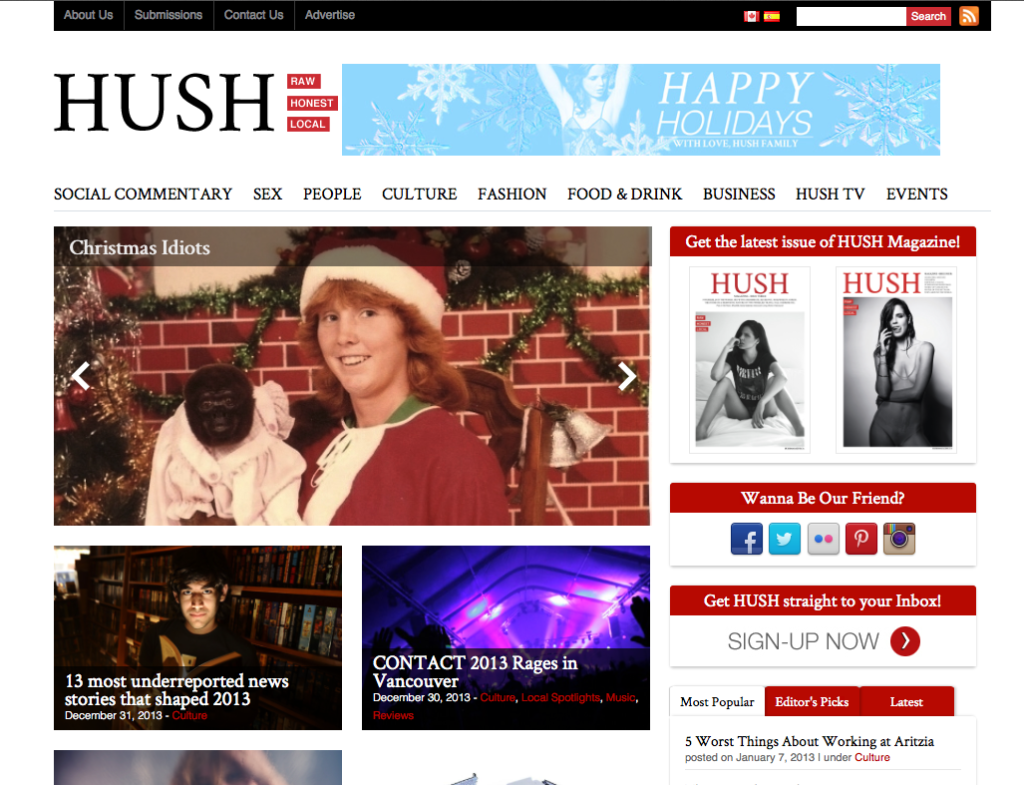 About Us
Submissions
Contact Us
Advertise
Search
HUSH
RAW
HONEST
LOCAL
HAPPY
HOLIDAYS
WITH LOVE, HUSH FAMILY
SOCIAL COMMENTARY
SEX
PEOPLE
CULTURE
FASHION
FOOD & DRINK
BUSINESS
HUSH TV
EVENTS
Christmas Idiots
Get the latest issue of HUSH Magazine!
HUSH
HUSH
Wanna Be Our Friend?
Get HUSH straight to your Inbox!
SIGN-UP NOW
13 most underreported news
stories that shaped 2013
December 31, 2013 - Culture
CONTACT 2013 Rages in
Vancouver
December 30, 2013 - Culture, Local Spotlights, Music,
Reviews
Most Popular
Editor's Picks
Latest
5 Worst Things About Working at Aritzia
posted on January 7, 2013 | under Culture